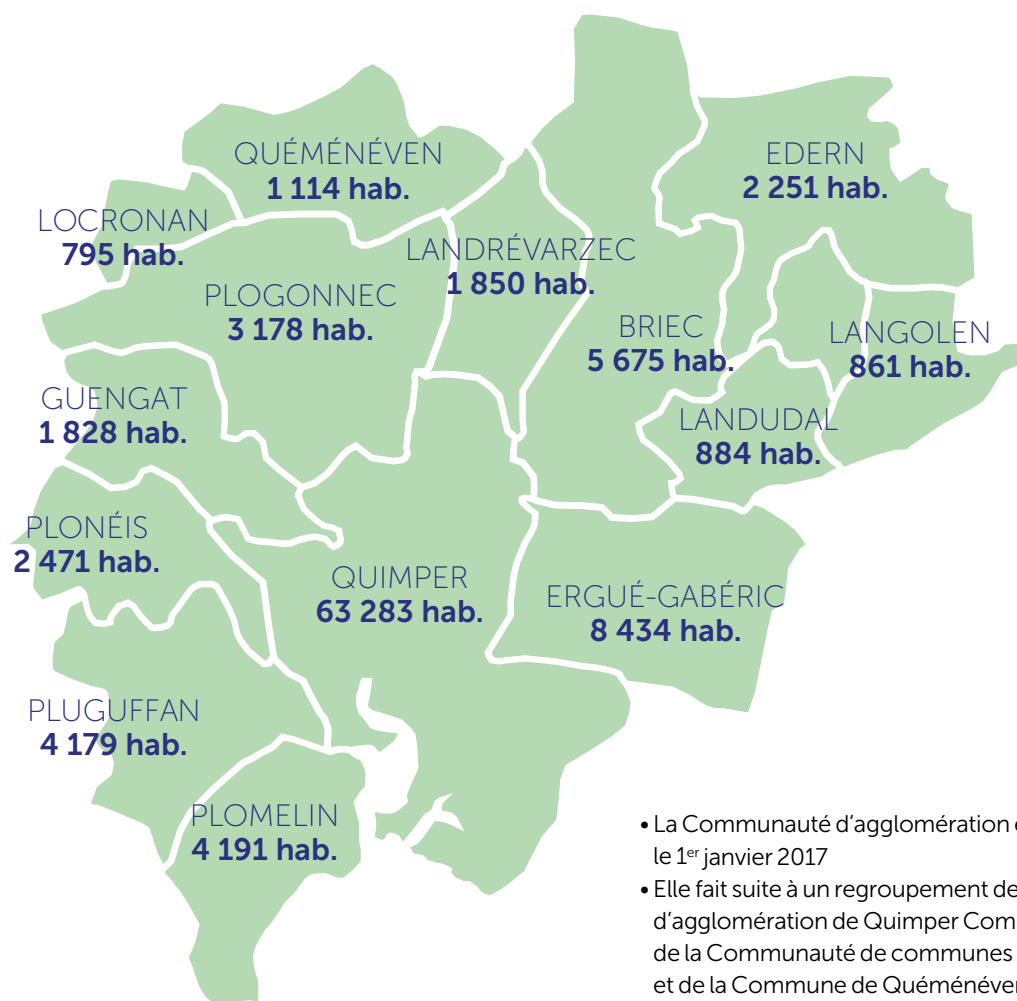 QUÉMÉNÉVEN
1 114 hab.
EDERN
2 251 hab.
LOCRONAN
795 hab.
LANDRÉVARZEC
1 850 hab.
PLOGONNEC
3 178 hab.
BRIEC
5 675 hab.
LANGOLEN
861 hab.
GUENGAT
1 828 hab.
LANDUDAL
884 hab.
PLONÉIS
2 471 hab.
QUIMPER
63 283 hab.
ERGUÉ-GABÉRIC
8 434 hab.
PLUGUFFAN
4 179 hab.
PLOMELIN
4 191 hab.
• La Communauté d’agglomération
le 1er janvier 2017
• Elle fait suite à un regroupement de
d’agglomération de Quimper Com
de la Communauté de communes
et de la Commune de Quéménéven